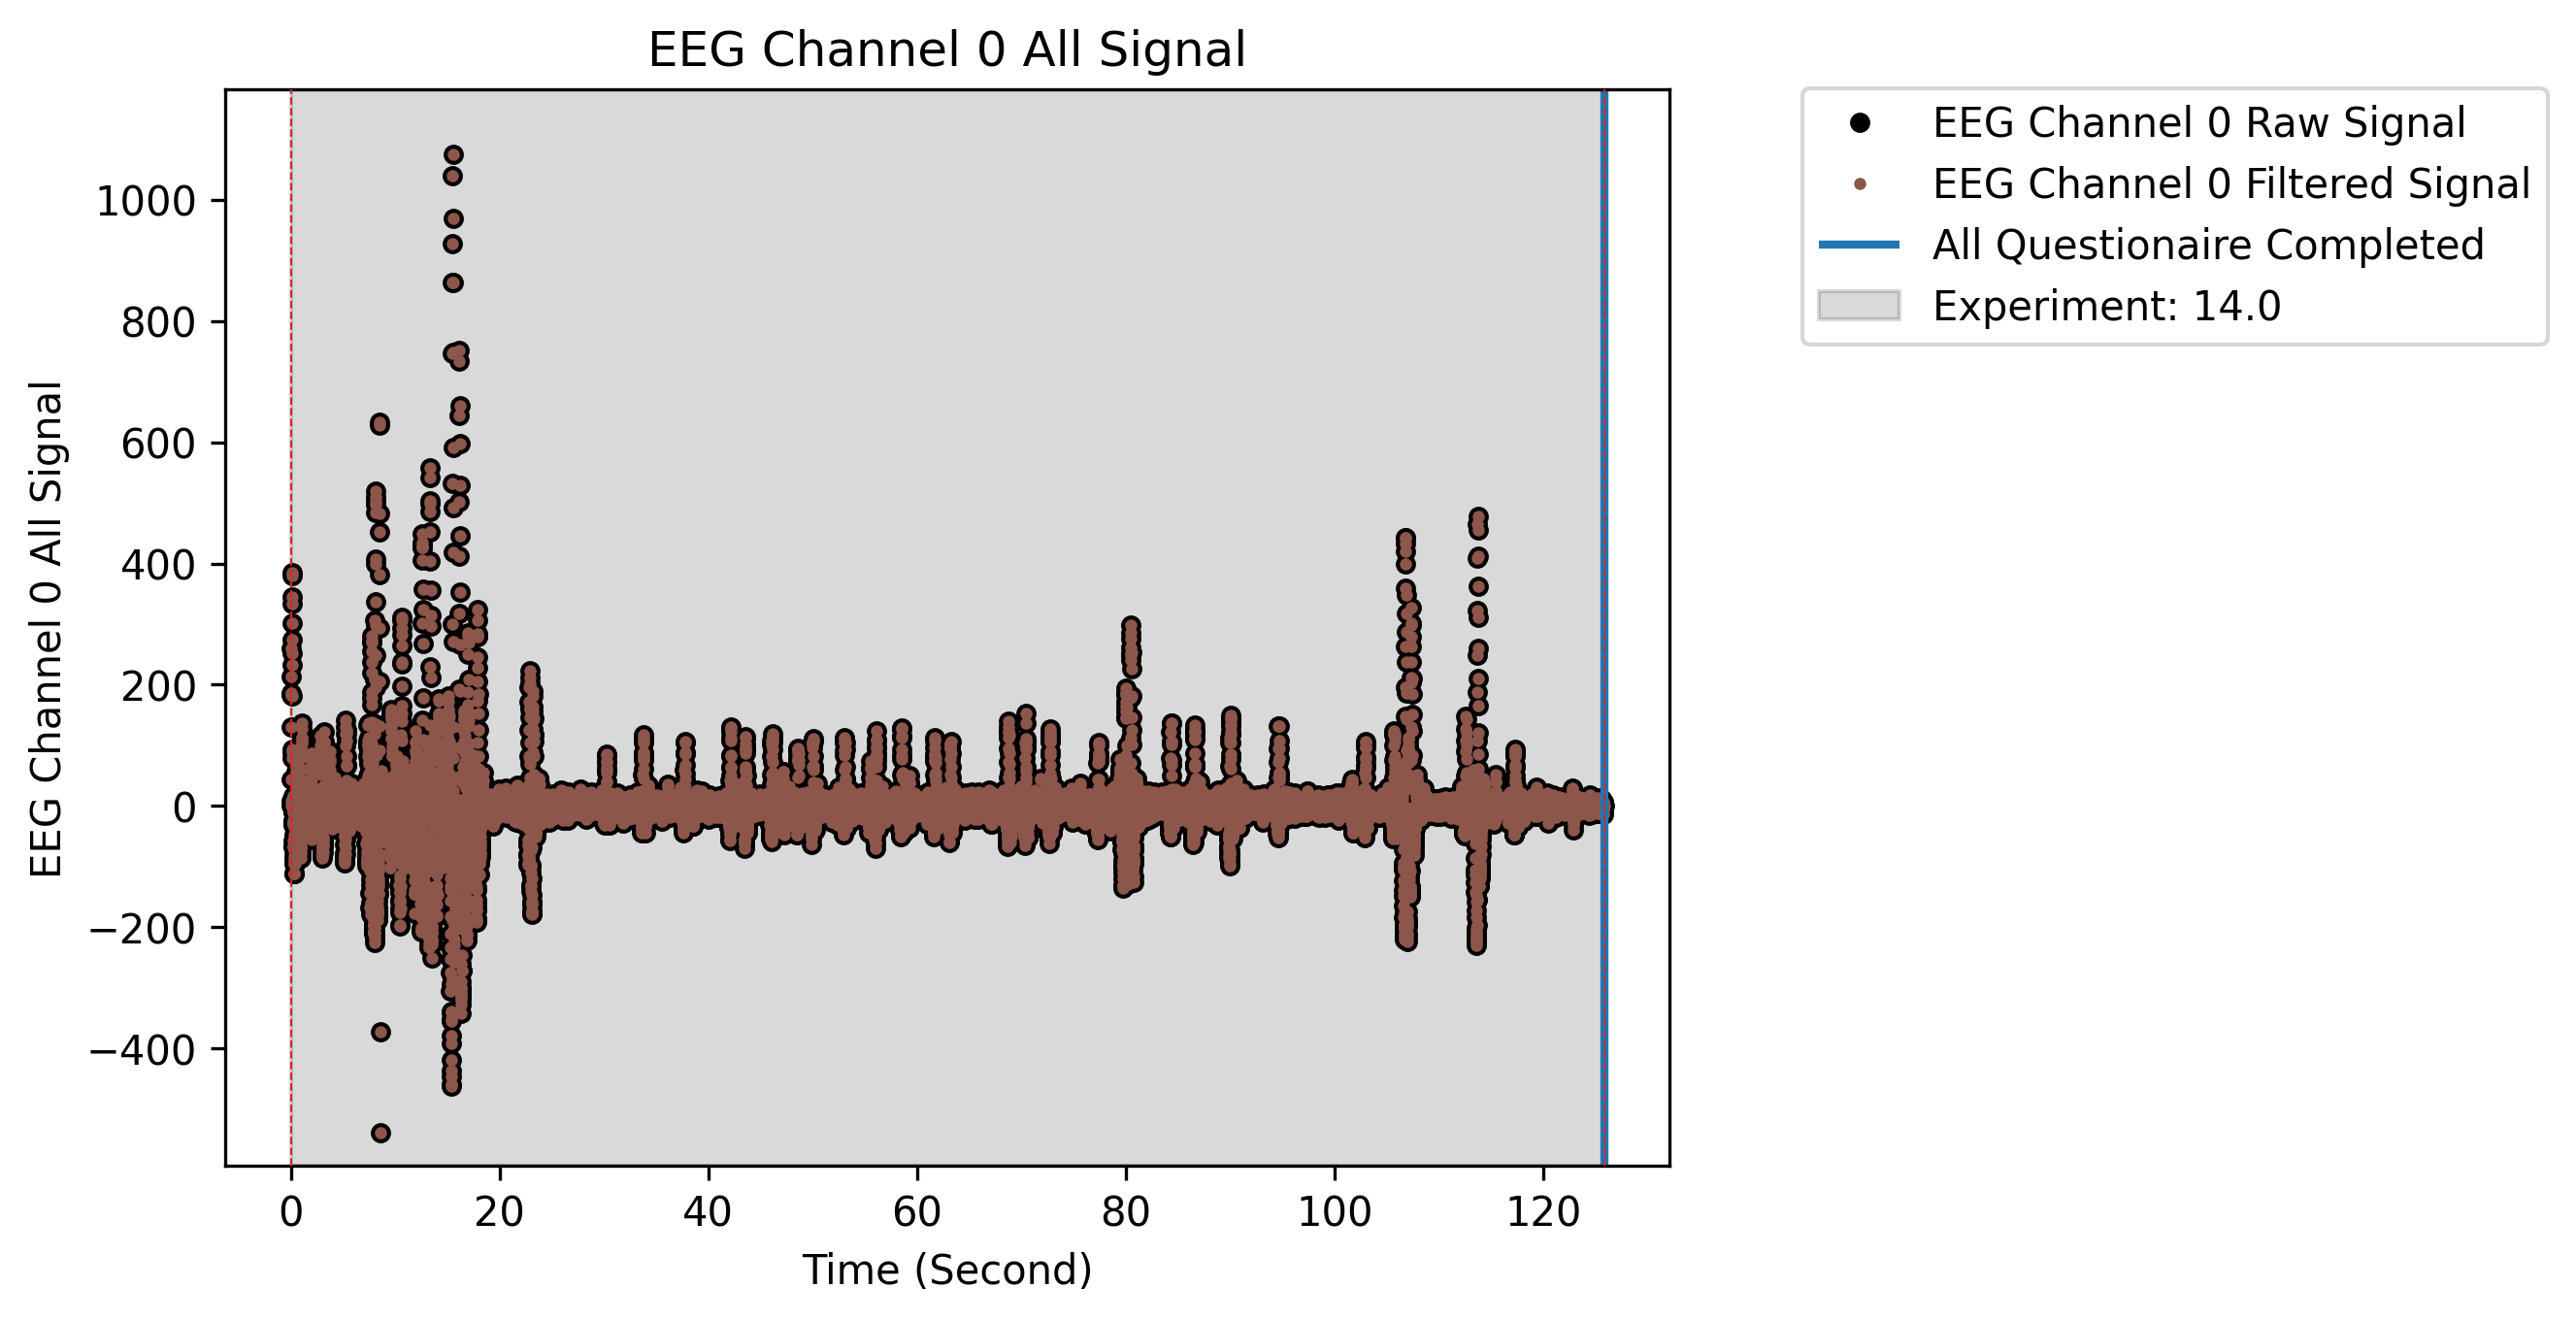 EEG Channel 0 All Signal
EEG Channel 0 All Signal
1000
800
600
400
200
0
−200
−400
0 20 40 60 80 100 120
Time (Second)
EEG Channel 0 Raw Signal
EEG Channel 0 Filtered Signal
All Questionaire Completed
Experiment: 14.0